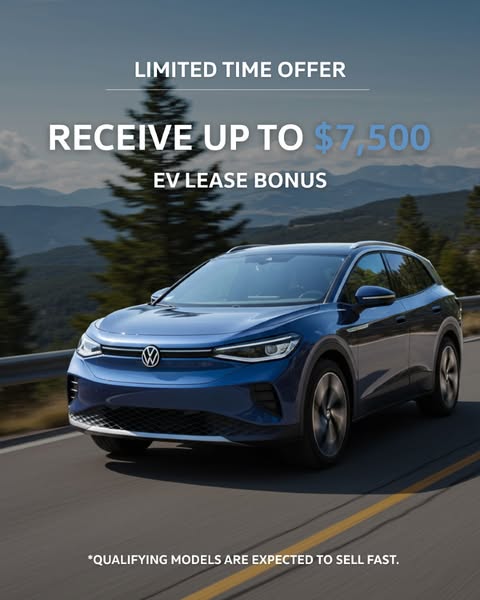 LIMITED TIME OFFER
RECEIVE UP TO $7,500
EV LEASE BONUS
*QUALIFYING MODELS ARE EXPECTED TO SELL FAST.